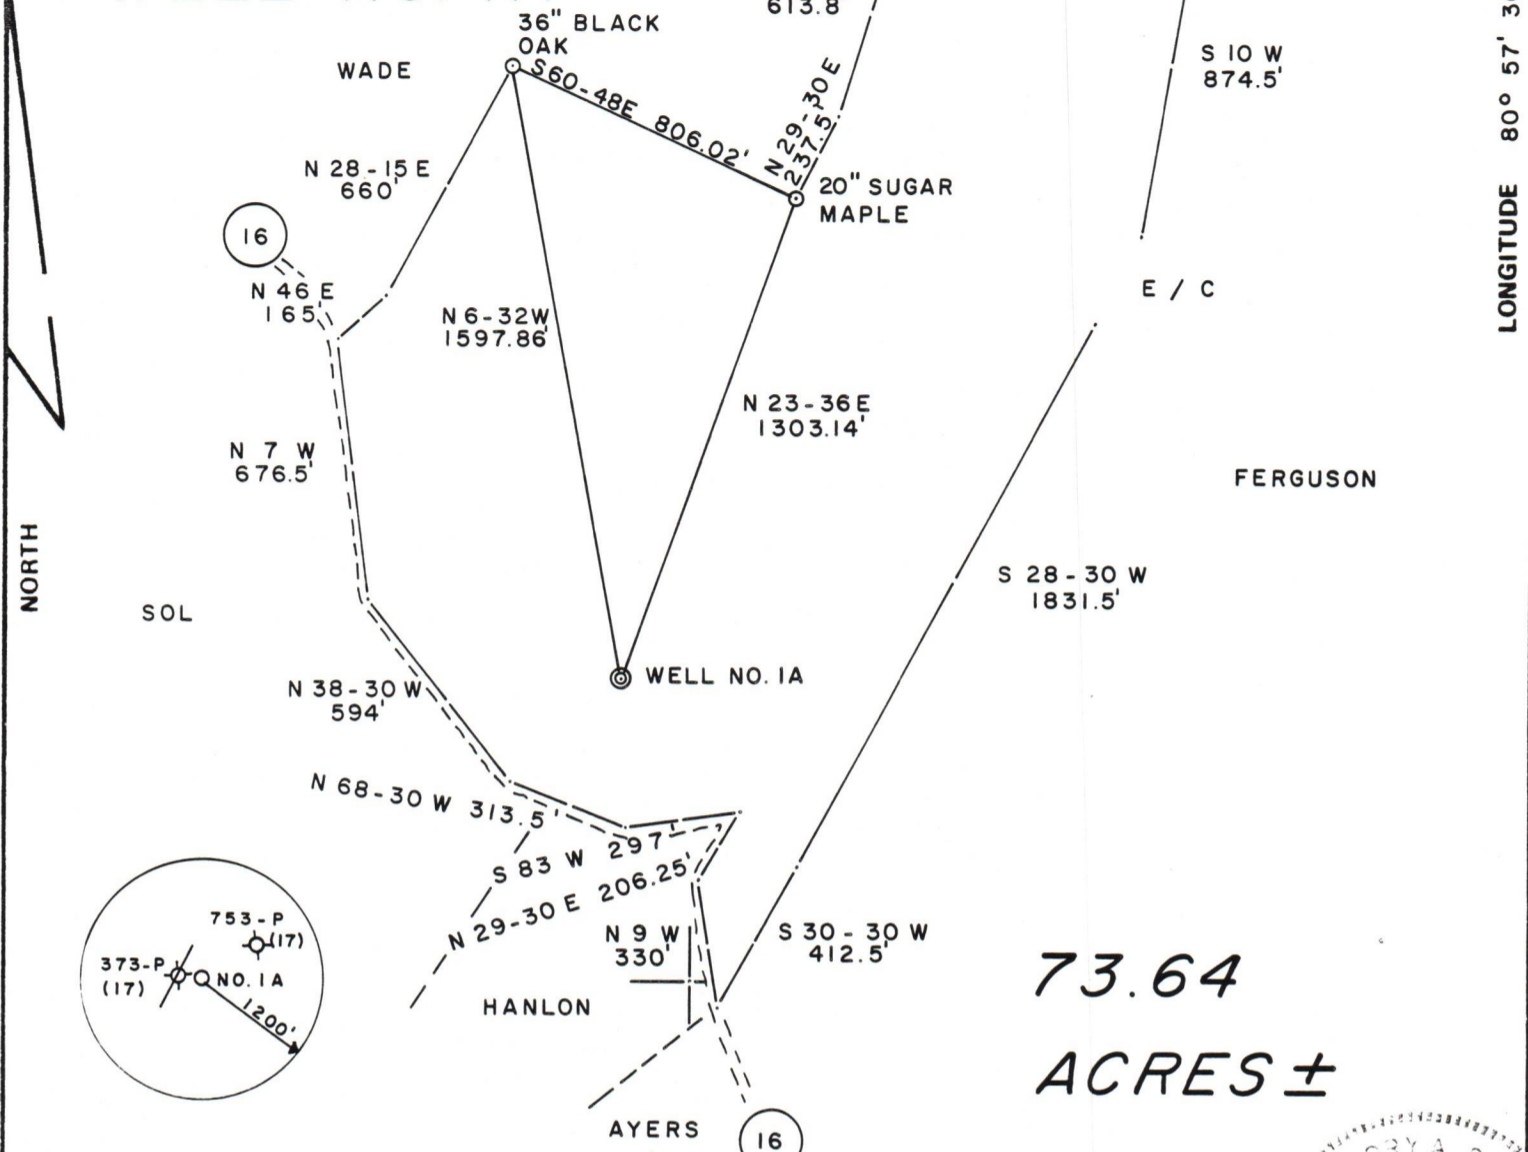 613.8'
36" BLACK
OAK
WADE
S60-48E 806.02'
N 29-30E
237.5'
S 10 W
874.5'
LONGITUDE 80° 57'
N 28-15 E
660'
20" SUGAR
MAPLE
16
N 46 E
165'
E / C
N 6-32W
1597.86'
N 23-36 E
1303.14'
N 7 W
676.5'
FERGUSON
NORTH
S 28-30 W
1831.5'
SOL
WELL NO. 1A
N 38-30 W
594'
N 68-30 W 313.5'
S 83 W 297'
N 29-30 E 206.25'
753-P
(17)
373-P
(17)
NO. 1A
1200'
N 9 W
330'
S 30-30 W
412.5'
HANLON
73.64
ACRES ±
AYERS
16